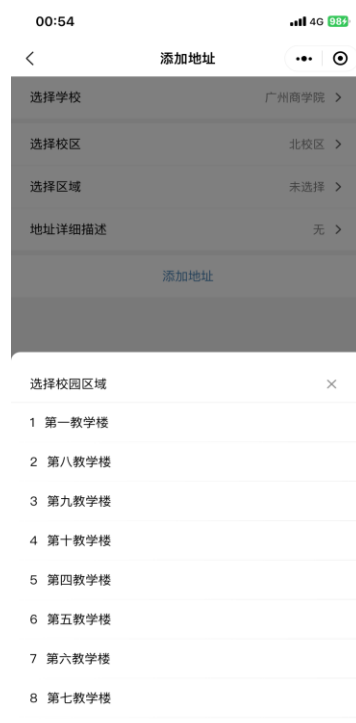 00:54 4G 98
添加地址
选择学校 广州商学院
选择校区 北校区
选择区域 未选择
地址详细描述 无
添加地址
选择校园区域
1 第一教学楼
2 第八教学楼
3 第九教学楼
4 第十教学楼
5 第四教学楼
6 第五教学楼
7 第六教学楼
8 第七教学楼